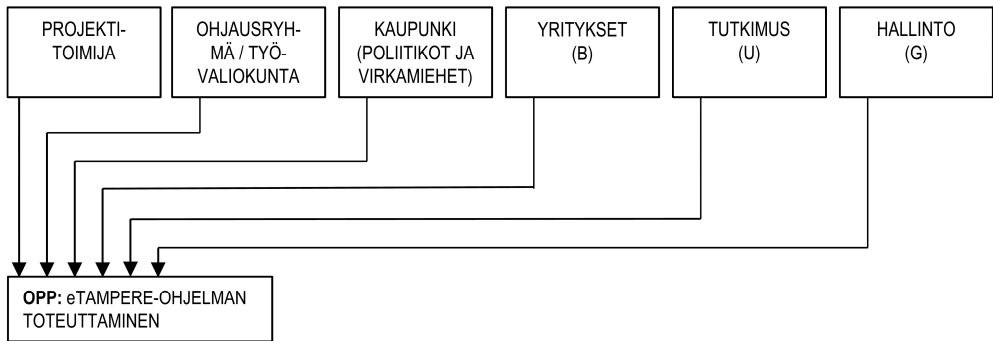 PROJEKTI-
TOIMIJA
OHJAUSRYH-
MÄ / TYÖ-
VALIOKUNTA
KAUPUNKI
(POLIITIKOT JA
VIRKAMIEHET)
YRITYKSET
(B)
TUTKIMUS
(U)
HALLINTO
(G)
OPP: eTAMPERE-OHJELMAN
TOTEUTTAMINEN